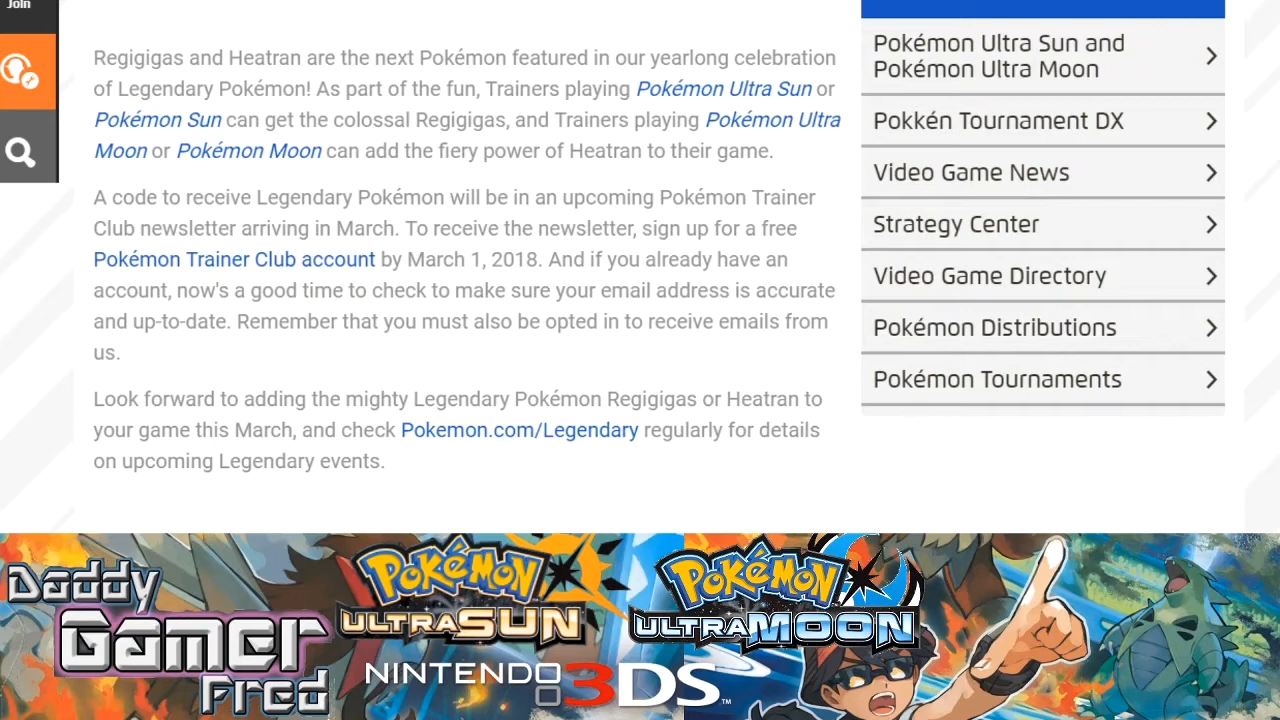 Join
Regigigas and Heatran are the next Pokémon featured in our yearlong celebration
of Legendary Pokémon! As part of the fun, Trainers playing Pokémon Ultra Sun or
Pokémon Sun can get the colossal Regigigas, and Trainers playing Pokémon Ultra
Moon or Pokémon Moon can add the fiery power of Heatran to their game.
A code to receive Legendary Pokémon will be in an upcoming Pokémon Trainer
Club newsletter arriving in March. To receive the newsletter, sign up for a free
Pokémon Trainer Club account by March 1, 2018. And if you already have an
account, now's a good time to check to make sure your email address is accurate
and up-to-date. Remember that you must also be opted in to receive emails from
us.
Look forward to adding the mighty Legendary Pokémon Regigigas or Heatran to
your game this March, and check Pokemon.com/Legendary regularly for details
on upcoming Legendary events.
Pokémon Ultra Sun and
Pokémon Ultra Moon
Pokkén Tournament DX
Video Game News
Strategy Center
Video Game Directory
Pokémon Distributions
Pokémon Tournaments
Daddy
Gamer
Fred
POKéMON
ULTRA SUN
POKéMON
ULTRA MOON
NINTENDO 3DS™